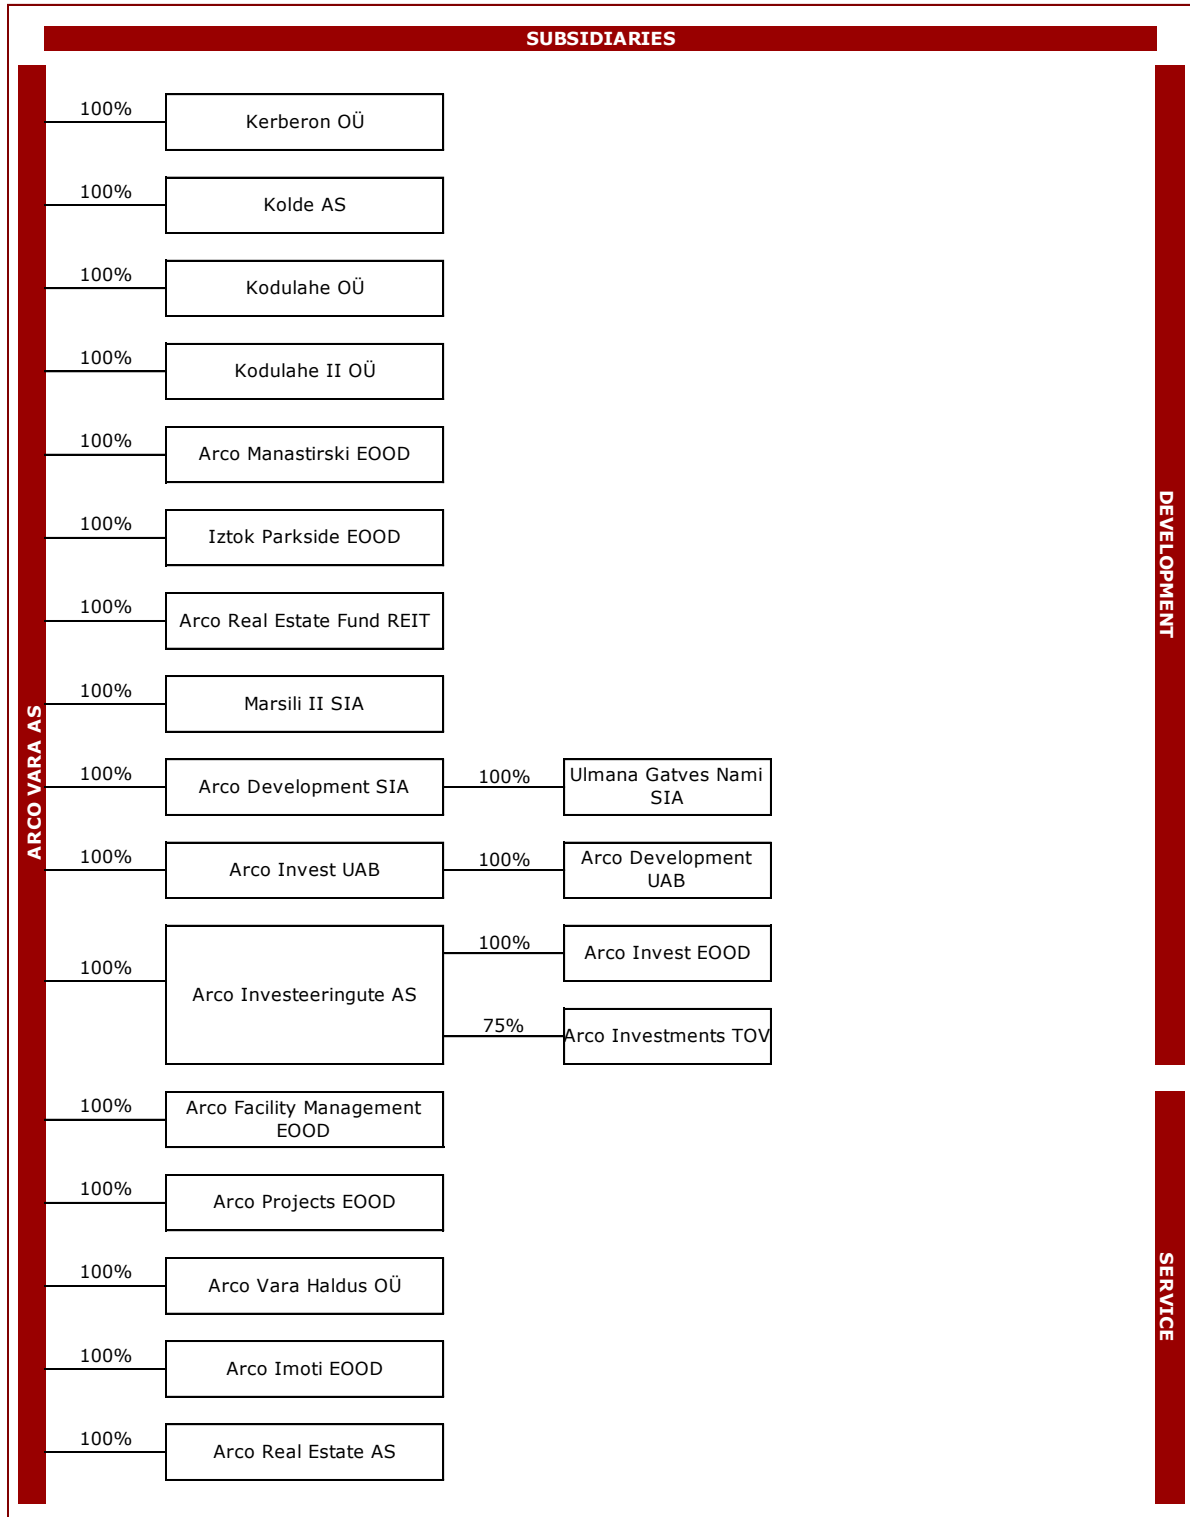 SUBSIDIARIES
ARCO VARA AS
DEVELOPMENT
100%
Kerberon OÜ
100%
Kolde AS
100%
Kodulahe OÜ
100%
Kodulahe II OÜ
100%
Arco Manastirski EOOD
100%
Iztok Parkside EOOD
100%
Arco Real Estate Fund REIT
100%
Marsili II SIA
100%
Arco Development SIA
100%
Ulmana Gatves Nami
SIA
100%
Arco Invest UAB
100%
Arco Development
UAB
100%
Arco Investeeringute AS
100%
Arco Invest EOOD
75%
Arco Investments TOV
SERVICE
100%
Arco Facility Management
EOOD
100%
Arco Projects EOOD
100%
Arco Vara Haldus OÜ
100%
Arco Imoti EOOD
100%
Arco Real Estate AS